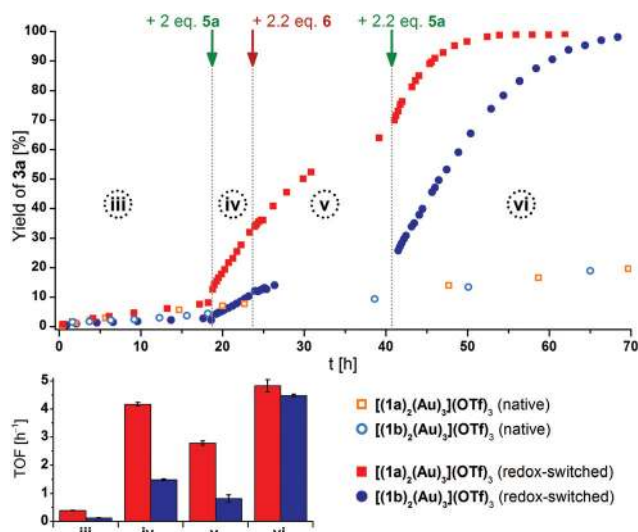 + 2 eq. 5a + 2.2 eq. 6 + 2.2 eq. 5a
100
90
80
70
60
50
40
30
20
10
0
Yield of 3a [%]
iii iv v vi
0 10 20 30 40 50 60 70
t [h]
5
4
3
2
1
0
TOF [h⁻¹]
iii iv v vi
[(1a)₂(Au)₃](OTf)₃ (native)
[(1b)₂(Au)₃](OTf)₃ (native)
[(1a)₂(Au)₃](OTf)₃ (redox-switched)
[(1b)₂(Au)₃](OTf)₃ (redox-switched)